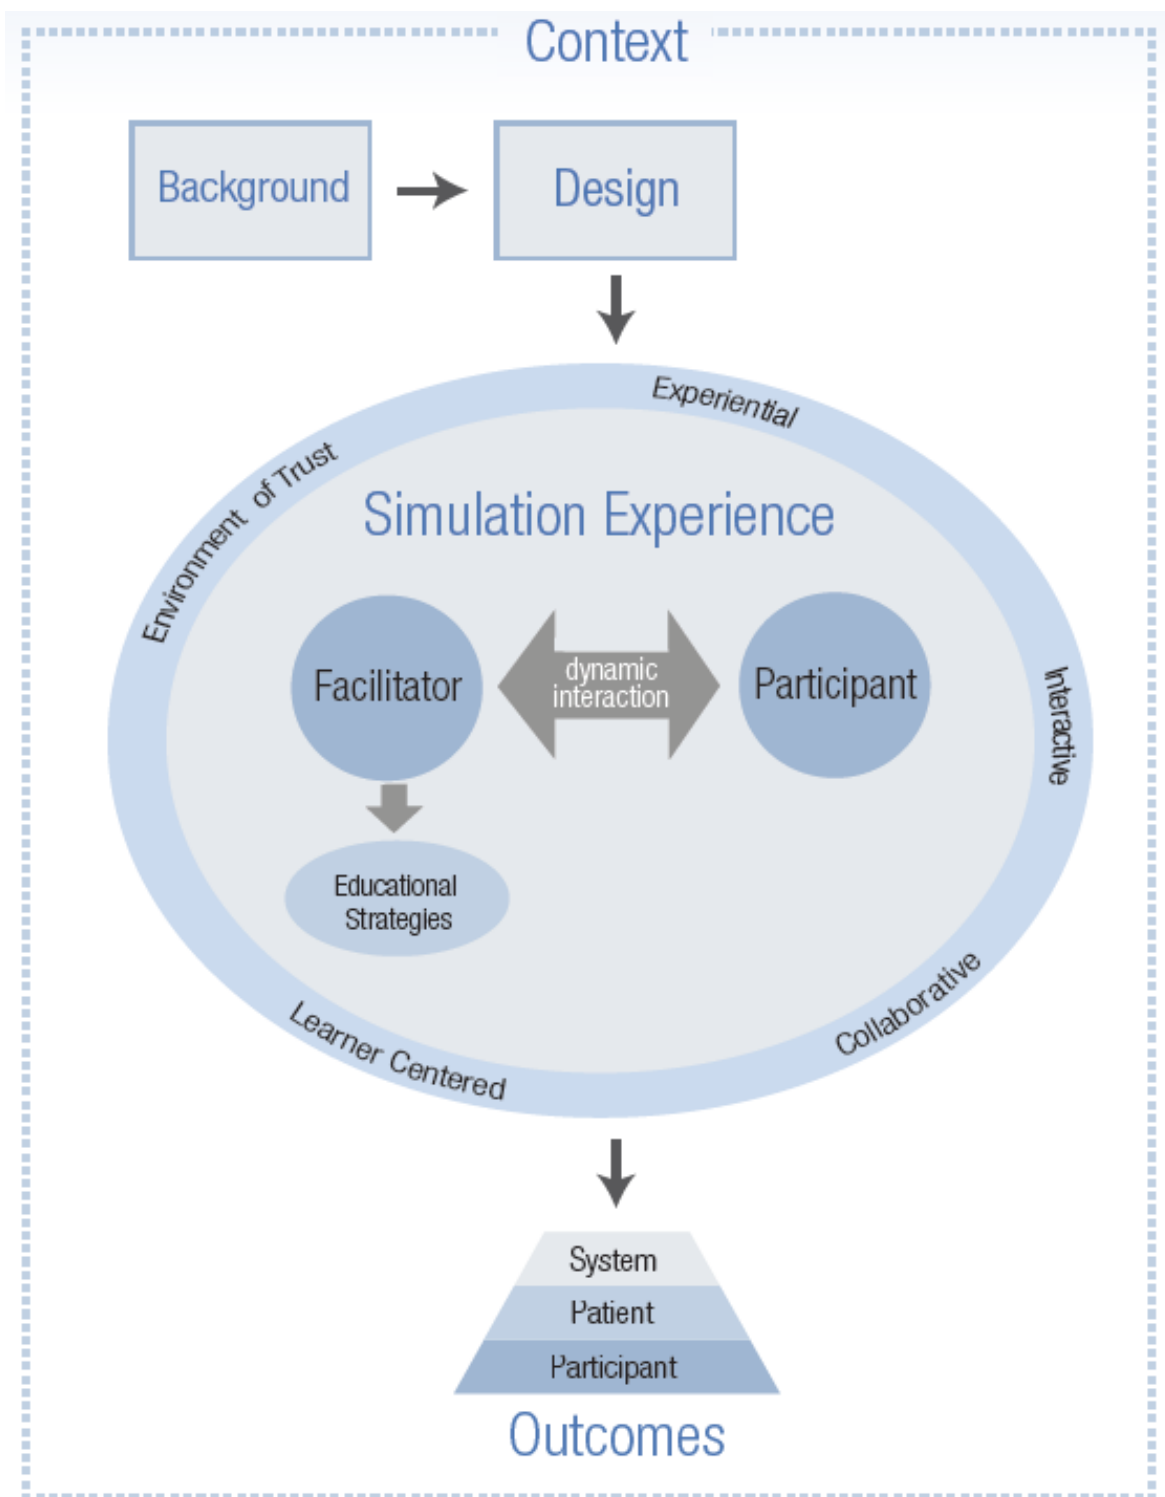 Context
Background
Design
Experiential
Environment of Trust
Simulation Experience
Facilitator
dynamic
interaction
Participant
Interactive
Educational
Strategies
Learner Centered
Collaborative
System
Patient
Participant
Outcomes